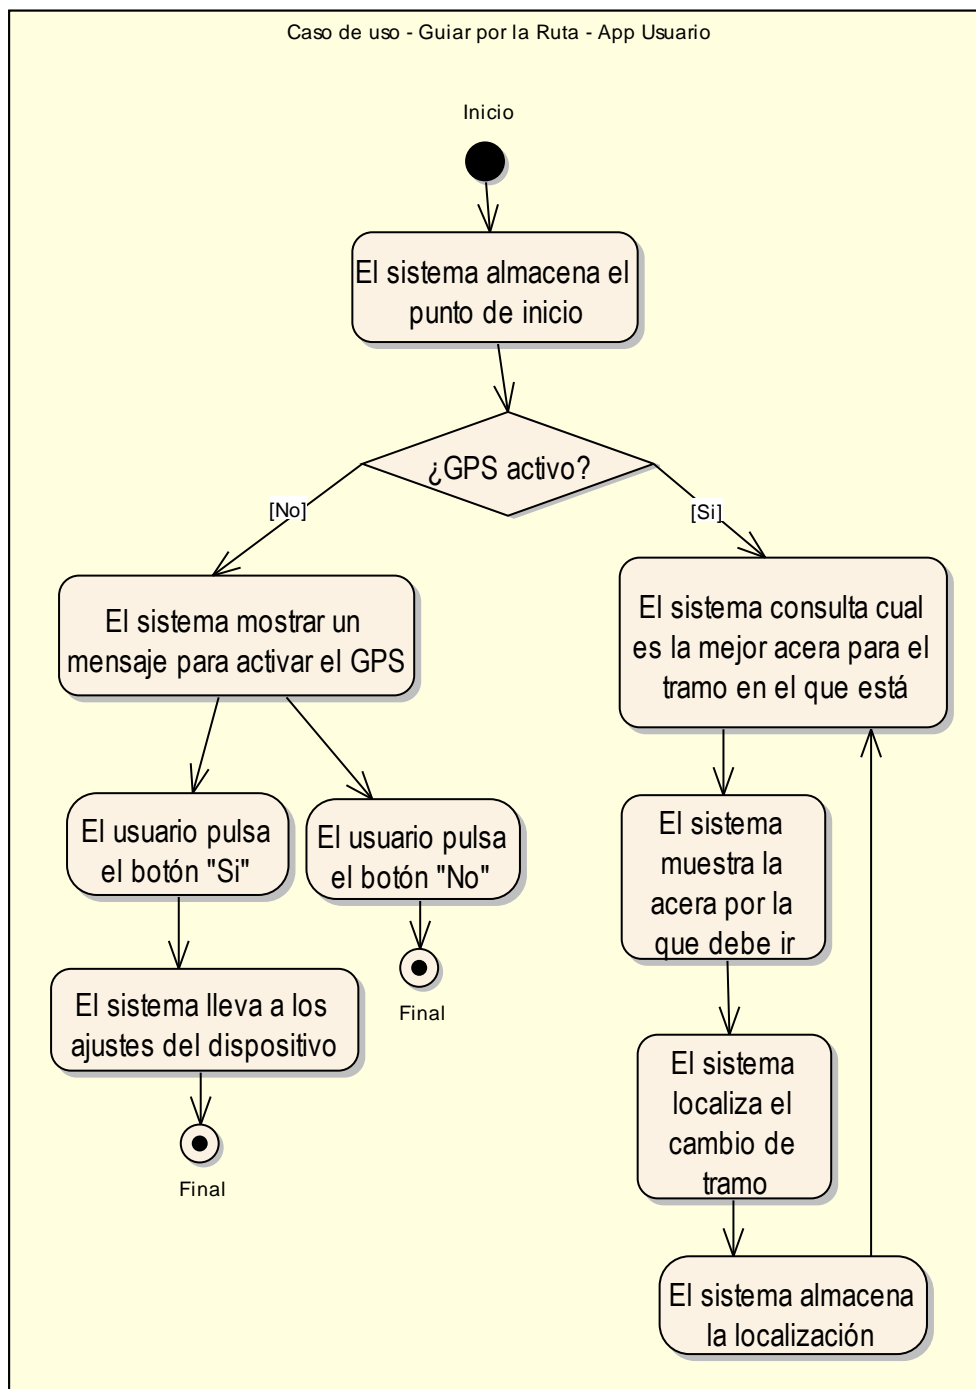 Caso de uso - Guiar por la Ruta - App Usuario
Inicio
El sistema almacena el
punto de inicio
¿GPS activo?
[No]
[Si]
El sistema mostrar un
mensaje para activar el GPS
El sistema consulta cual
es la mejor acera para el
tramo en el que está
El usuario pulsa
el botón "Si"
El usuario pulsa
el botón "No"
El sistema
muestra la
acera por la
que debe ir
El sistema lleva a los
ajustes del dispositivo
Final
El sistema
localiza el
cambio de
tramo
Final
El sistema almacena
la localización